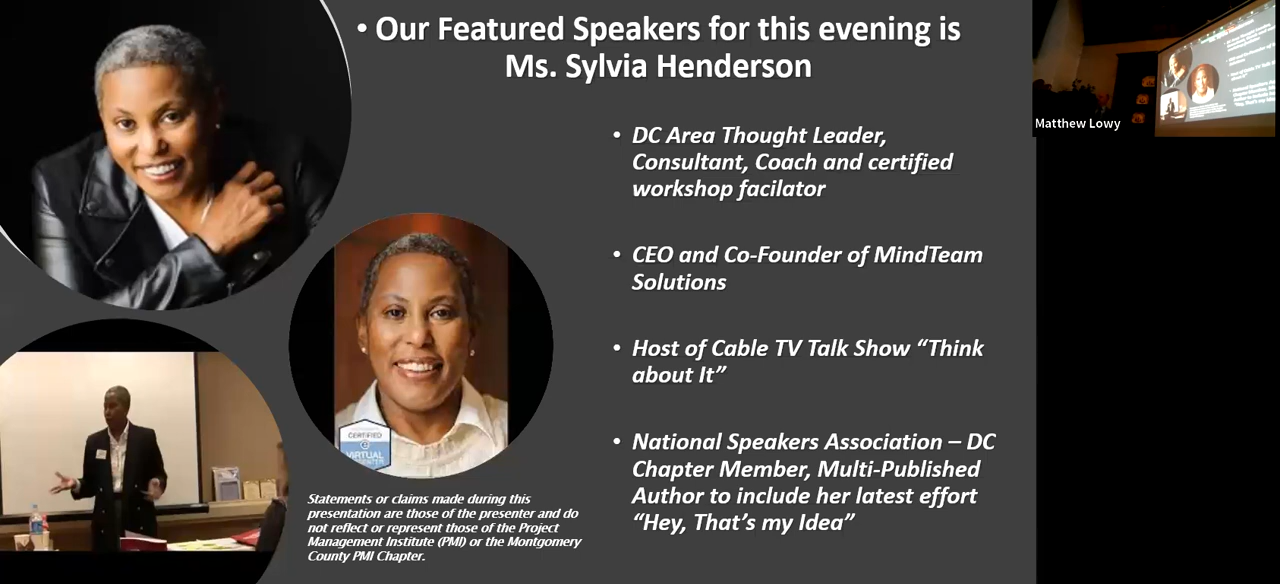 • Our Featured Speakers for this evening is
Ms. Sylvia Henderson
• DC Area Thought Leader,
Consultant, Coach and certified
workshop facilator
• CEO and Co-Founder of MindTeam
Solutions
• Host of Cable TV Talk Show “Think
about It”
• National Speakers Association – DC
Chapter Member, Multi-Published
Author to include her latest effort
“Hey, That’s my Idea”
CERTIFIED
VIRTUAL
Statements or claims made during this
presentation are those of the presenter and do
not reflect or represent those of the Project
Management Institute (PMI) or the Montgomery
County PMI Chapter.
Matthew Lowy